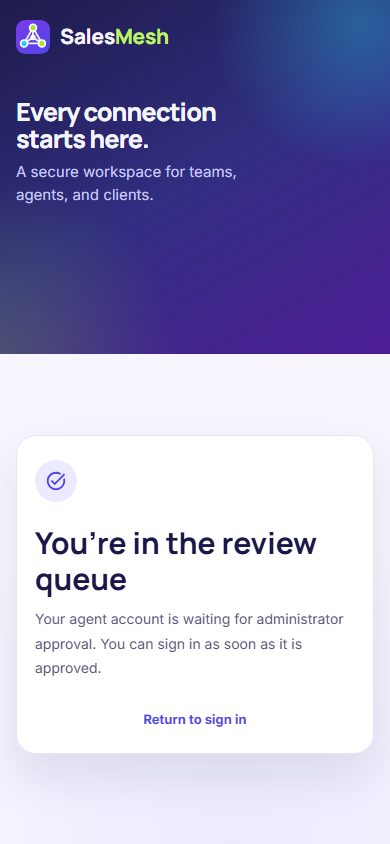 SalesMesh
Every connection
starts here.
A secure workspace for teams,
agents, and clients.
You’re in the review
queue
Your agent account is waiting for administrator
approval. You can sign in as soon as it is
approved.
Return to sign in